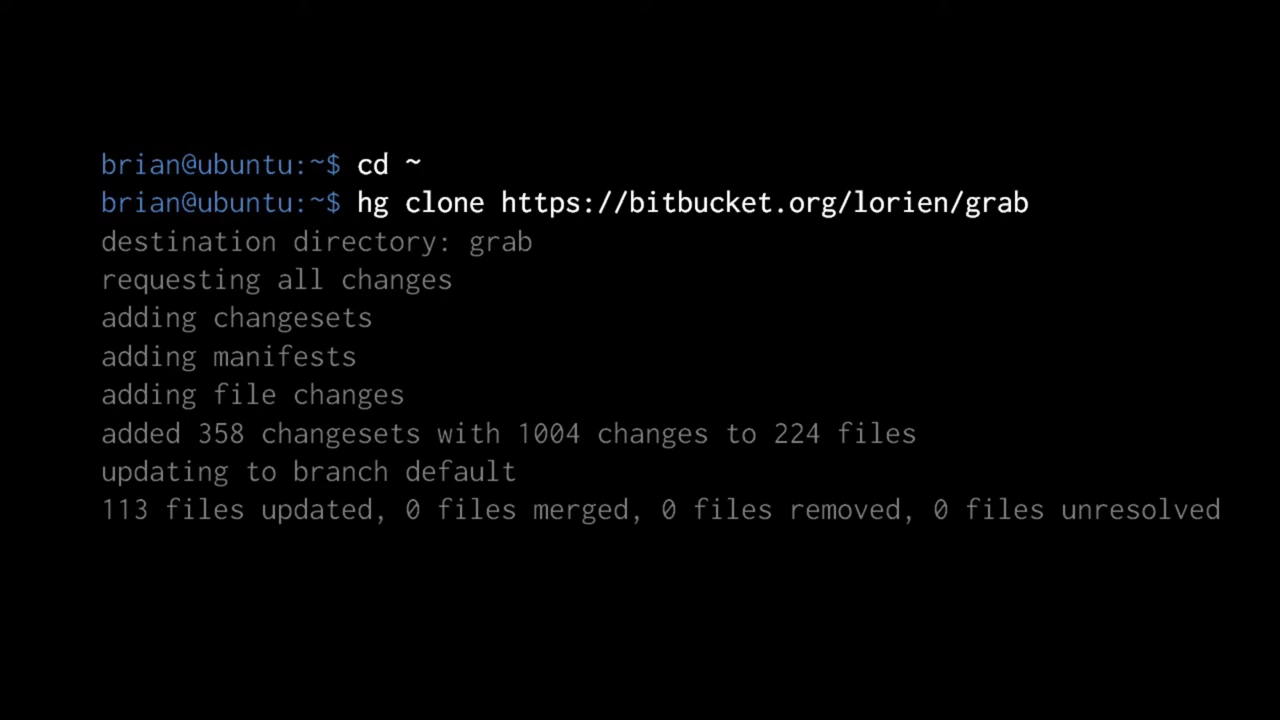 brian@ubuntu:~$ cd ~
brian@ubuntu:~$ hg clone https://bitbucket.org/lorien/grab
destination directory: grab
requesting all changes
adding changesets
adding manifests
adding file changes
added 358 changesets with 1004 changes to 224 files
updating to branch default
113 files updated, 0 files merged, 0 files removed, 0 files unresolved